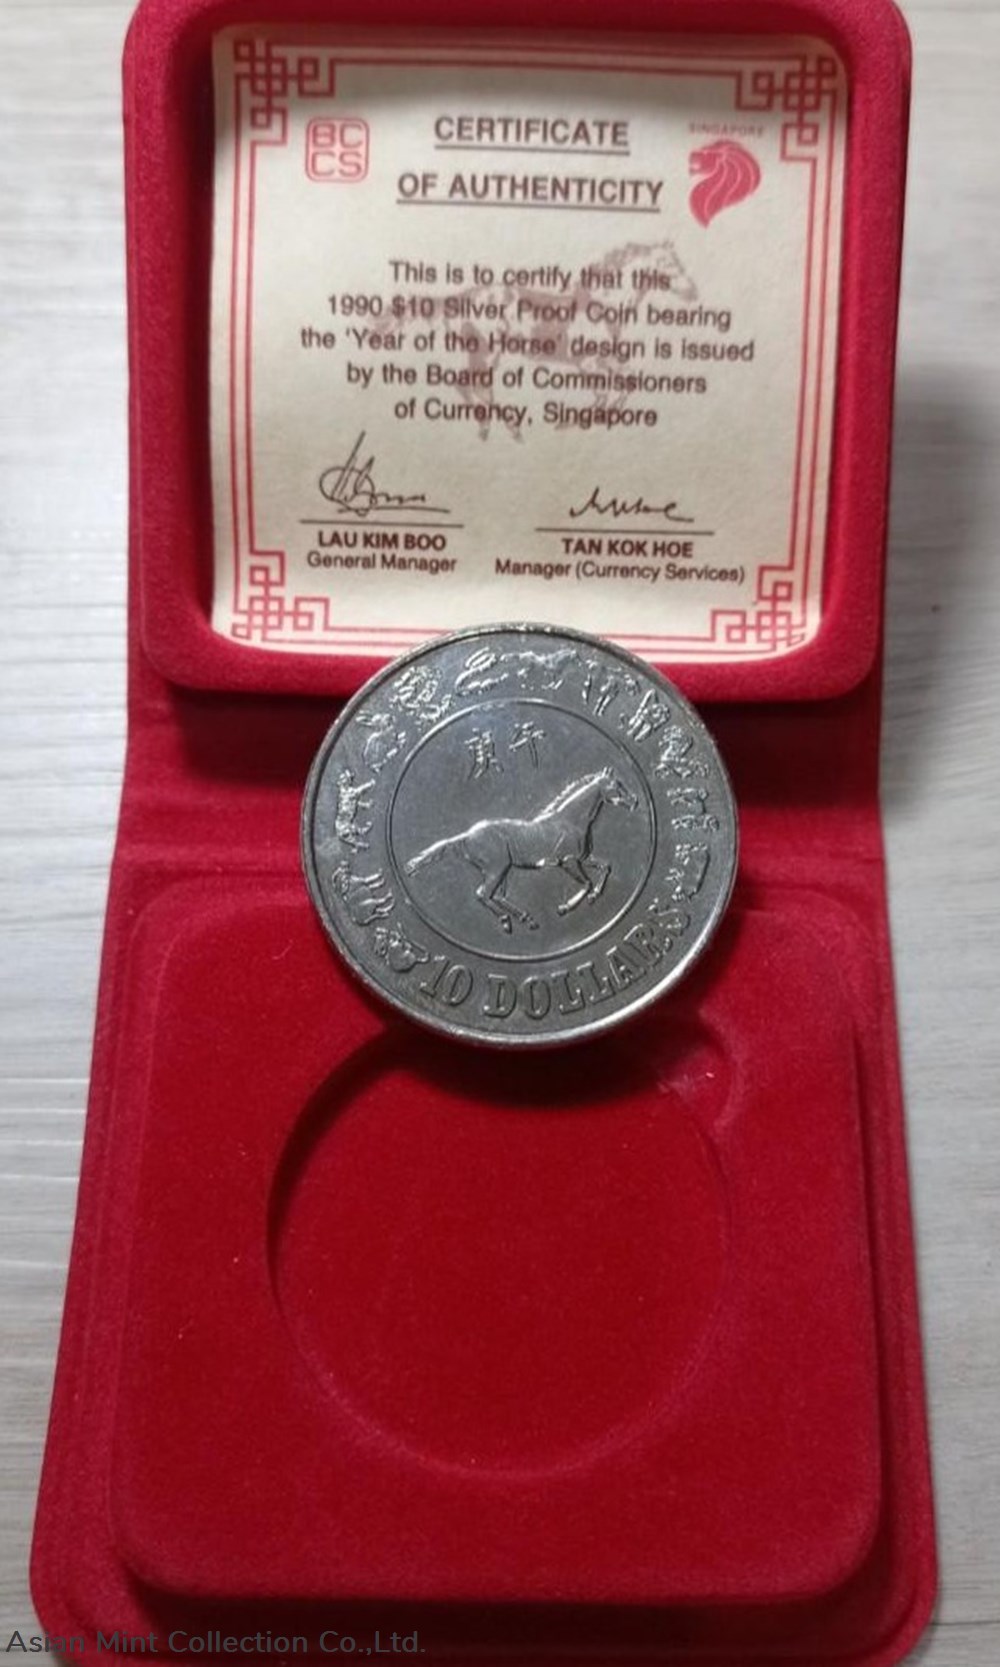 BC
CS
CERTIFICATE
OF AUTHENTICITY
SINGAPORE
This is to certify that this
1990 $10 Silver Proof Coin bearing
the 'Year of the Horse' design is issued
by the Board of Commissioners
of Currency, Singapore
LAU KIM BOO
General Manager
TAN KOK HOE
Manager (Currency Services)
庚午
10 DOLLARS
Asian Mint Collection Co.,Ltd.